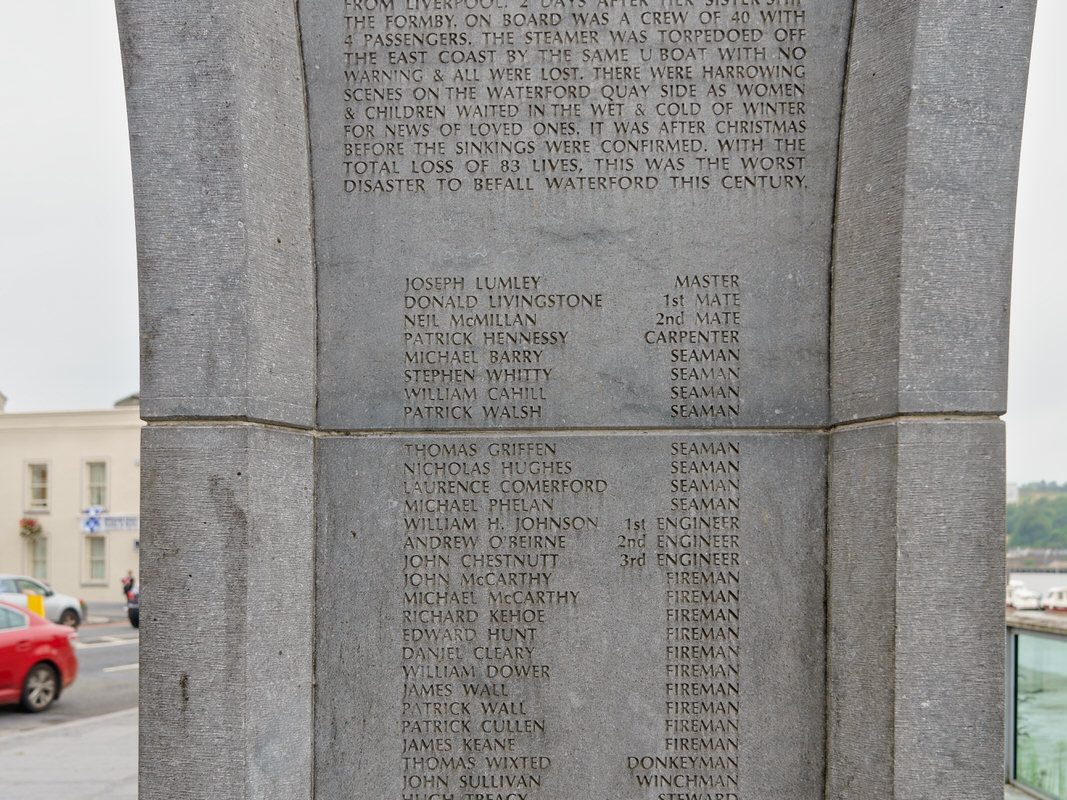 FROM LIVERPOOL, 2 DAYS AFTER HER SISTER SHIP
THE FORMBY. ON BOARD WAS A CREW OF 40 WITH
4 PASSENGERS. THE STEAMER WAS TORPEDOED OFF
THE EAST COAST BY THE SAME U BOAT WITH NO
WARNING & ALL WERE LOST. THERE WERE HARROWING
SCENES ON THE WATERFORD QUAY SIDE AS WOMEN
& CHILDREN WAITED IN THE WET & COLD OF WINTER
FOR NEWS OF LOVED ONES. IT WAS AFTER CHRISTMAS
BEFORE THE SINKINGS WERE CONFIRMED. WITH THE
TOTAL LOSS OF 83 LIVES, THIS WAS THE WORST
DISASTER TO BEFALL WATERFORD THIS CENTURY.
JOSEPH LUMLEY MASTER
DONALD LIVINGSTONE 1st MATE
NEIL McMILLAN 2nd MATE
PATRICK HENNESSY CARPENTER
MICHAEL BARRY SEAMAN
STEPHEN WHITTY SEAMAN
WILLIAM CAHILL SEAMAN
PATRICK WALSH SEAMAN
THOMAS GRIFFEN SEAMAN
NICHOLAS HUGHES SEAMAN
LAURENCE COMERFORD SEAMAN
MICHAEL PHELAN SEAMAN
WILLIAM H. JOHNSON 1st ENGINEER
ANDREW O'BEIRNE 2nd ENGINEER
JOHN CHESTNUTT 3rd ENGINEER
JOHN McCARTHY FIREMAN
MICHAEL McCARTHY FIREMAN
RICHARD KEHOE FIREMAN
EDWARD HUNT FIREMAN
DANIEL CLEARY FIREMAN
WILLIAM DOWER FIREMAN
JAMES WALL FIREMAN
PATRICK WALL FIREMAN
PATRICK CULLEN FIREMAN
JAMES KEANE FIREMAN
THOMAS WIXTED DONKEYMAN
JOHN SULLIVAN WINCHMAN
HUGH TREACY STEWARD